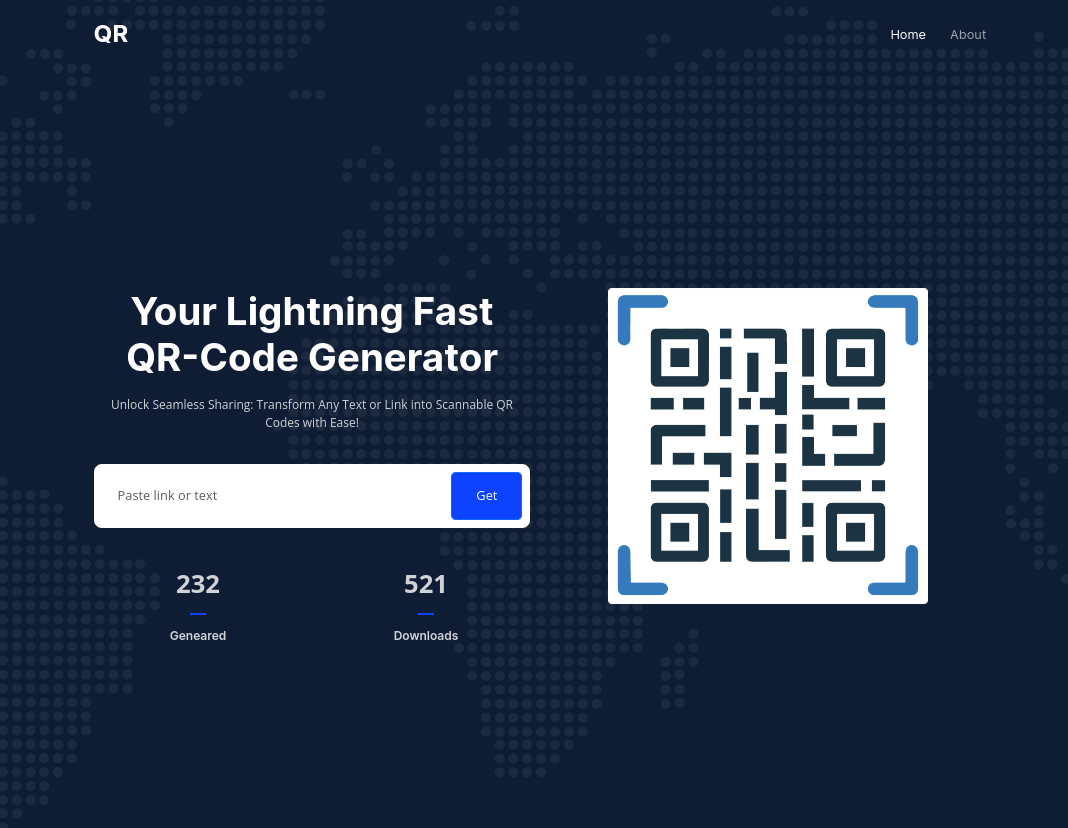 QR
Home
About
Your Lightning Fast
QR-Code Generator
Unlock Seamless Sharing: Transform Any Text or Link into Scannable QR
Codes with Ease!
Paste link or text
Get
232
521
Geneared
Downloads